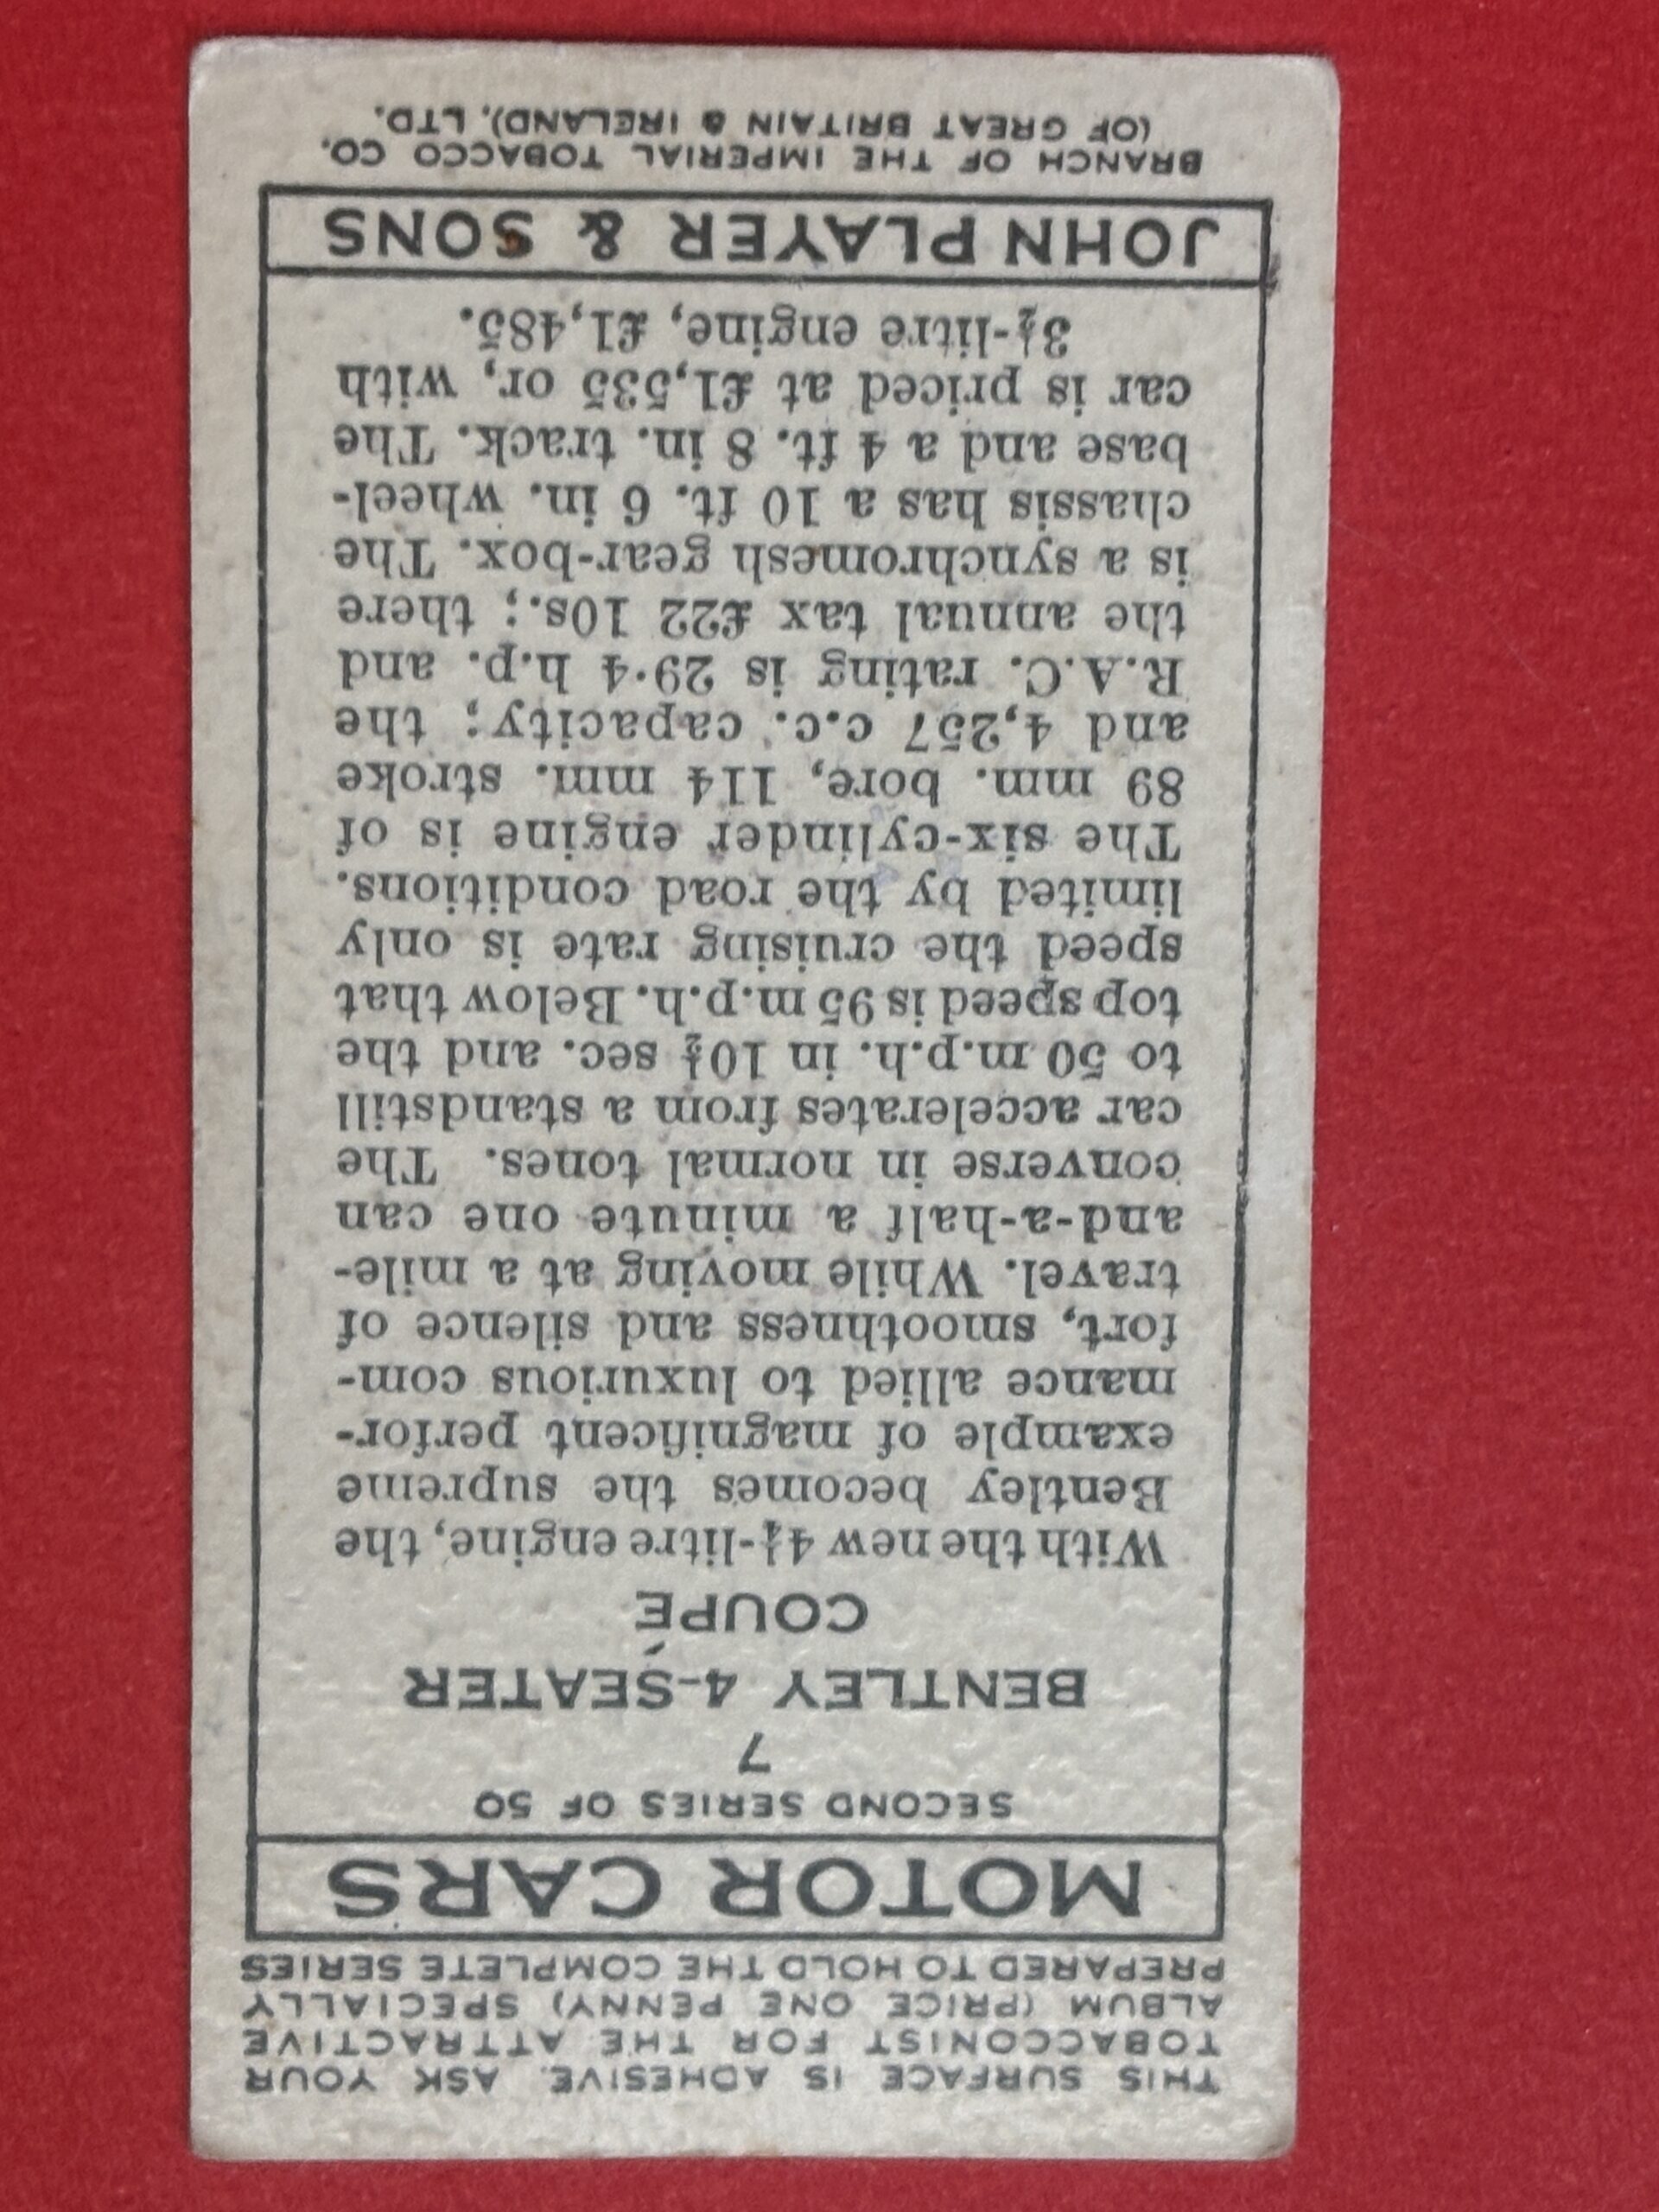 THIS SURFACE IS ADHESIVE. ASK YOUR
TOBACCONIST FOR THE ATTRACTIVE
ALBUM (PRICE ONE PENNY) SPECIALLY
PREPARED TO HOLD THE COMPLETE SERIES
MOTOR CARS
SECOND SERIES OF 50
7
BENTLEY 4-SEATER
COUPÉ
With the new 4¼-litre engine, the
Bentley becomes the supreme
example of magnificent perfor-
mance allied to luxurious com-
fort, smoothness and silence of
travel. While moving at a mile-
and-a-half a minute one can
converse in normal tones. The
car accelerates from a standstill
to 50 m.p.h. in 10½ sec. and the
top speed is 95 m.p.h. Below that
speed the cruising rate is only
limited by the road conditions.
The six-cylinder engine is of
89 mm. bore, 114 mm. stroke
and 4,257 c.c. capacity; the
R.A.C. rating is 29·4 h.p. and
the annual tax £22 10s.; there
is a synchromesh gear-box. The
chassis has a 10 ft. 6 in. wheel-
base and a 4 ft. 8 in. track. The
car is priced at £1,535 or, with
3½-litre engine, £1,485.
JOHN PLAYER & SONS
BRANCH OF THE IMPERIAL TOBACCO CO.
(OF GREAT BRITAIN & IRELAND), LTD.